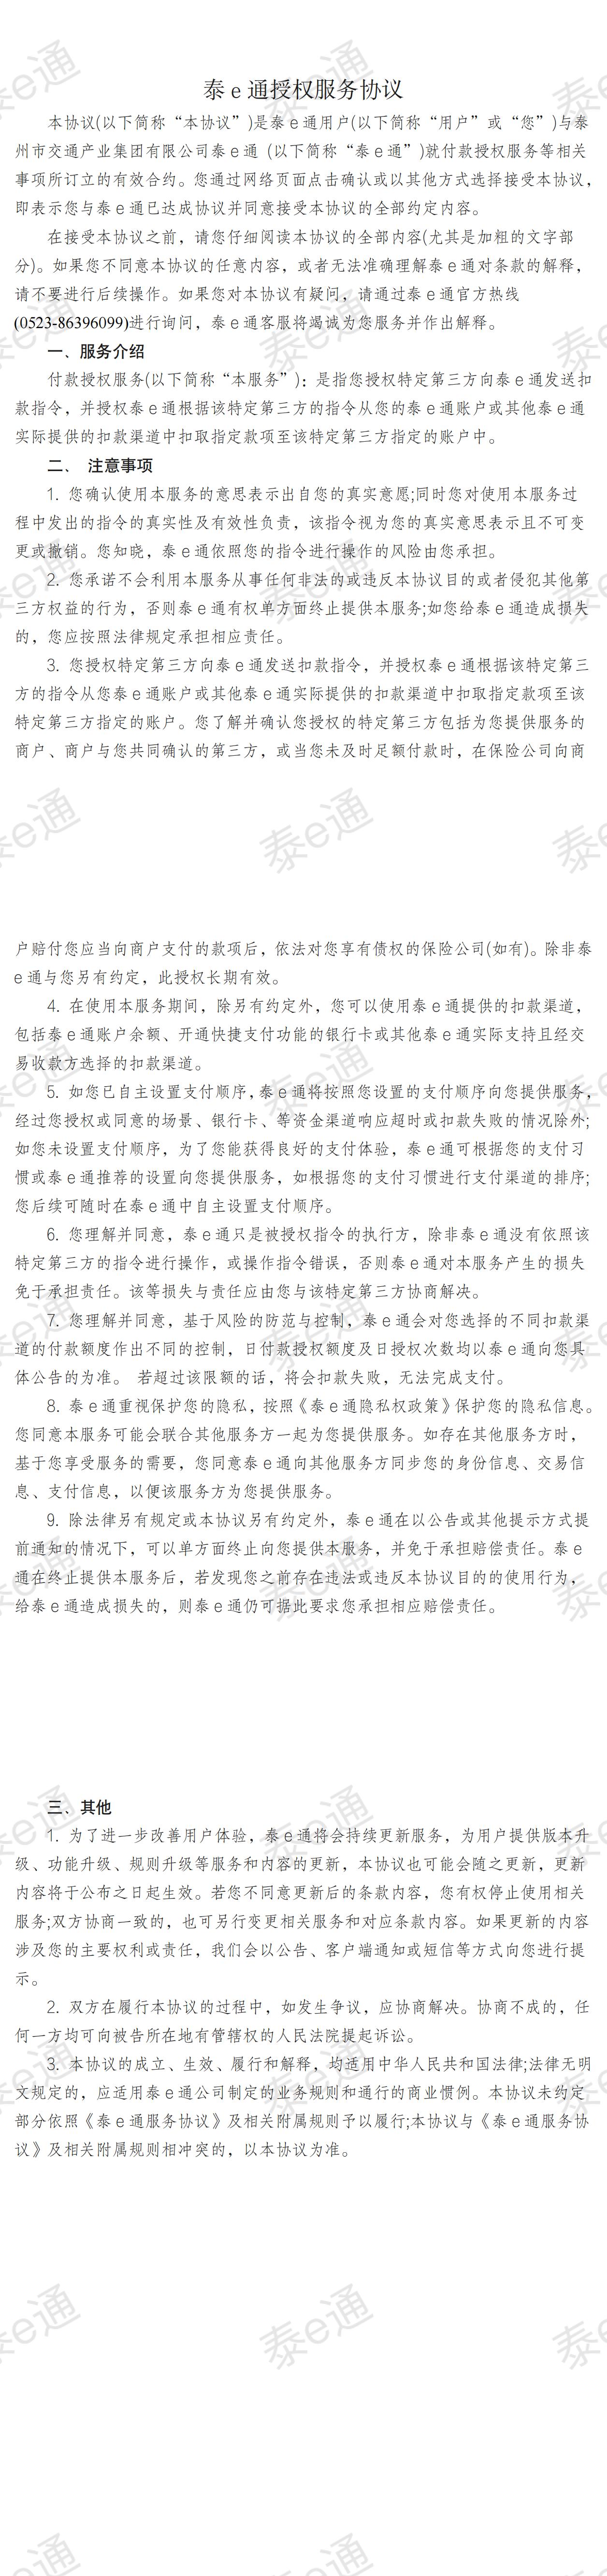 泰e通授权服务协议
本协议(以下简称“本协议”)是泰e通用户(以下简称“用户”或“您”)与泰
州市交通产业集团有限公司泰e通 (以下简称“泰e通”)就付款授权服务等相关
事项所订立的有效合约。您通过网络页面点击确认或以其他方式选择接受本协议,
即表示您与泰e通已达成协议并同意接受本协议的全部约定内容。
在接受本协议之前，请您仔细阅读本协议的全部内容(尤其是加粗的文字部
分)。如果您不同意本协议的任意内容，或者无法准确理解泰e通对条款的解释，
请不要进行后续操作。如果您对本协议有疑问，请通过泰e通官方热线
(0523-86396099)进行询问，泰e通客服将竭诚为您服务并作出解释。
一、服务介绍
付款授权服务(以下简称“本服务”)：是指您授权特定第三方向泰e通发送扣
款指令，并授权泰e通根据该特定第三方的指令从您的泰e通账户或其他泰e通
实际提供的扣款渠道中扣取指定款项至该特定第三方指定的账户中。
二、 注意事项
1. 您确认使用本服务的意思表示出自您的真实意愿;同时您对使用本服务过
程中发出的指令的真实性及有效性负责，该指令视为您的真实意思表示且不可变
更或撤销。您知晓，泰e通依照您的指令进行操作的风险由您承担。
2. 您承诺不会利用本服务从事任何非法的或违反本协议目的或者侵犯其他第
三方权益的行为，否则泰e通有权单方面终止提供本服务;如您给泰e通造成损失
的，您应按照法律规定承担相应责任。
3. 您授权特定第三方向泰e通发送扣款指令，并授权泰e通根据该特定第三
方的指令从您泰e通账户或其他泰e通实际提供的扣款渠道中扣取指定款项至该
特定第三方指定的账户。您了解并确认您授权的特定第三方包括为您提供服务的
商户、商户与您共同确认的第三方，或当您未及时足额付款时，在保险公司向商
户赔付您应当向商户支付的款项后，依法对您享有债权的保险公司(如有)。除非泰
e通与您另有约定，此授权长期有效。
4. 在使用本服务期间，除另有约定外，您可以使用泰e通提供的扣款渠道，
包括泰e通账户余额、开通快捷支付功能的银行卡或其他泰e通实际支持且经交
易收款方选择的扣款渠道。
5. 如您已自主设置支付顺序,泰e通将按照您设置的支付顺序向您提供服务,
经过您授权或同意的场景、银行卡、等资金渠道响应超时或扣款失败的情况除外;
如您未设置支付顺序，为了您能获得良好的支付体验，泰e通可根据您的支付习
惯或泰e通推荐的设置向您提供服务，如根据您的支付习惯进行支付渠道的排序;
您后续可随时在泰e通中自主设置支付顺序。
6. 您理解并同意，泰e通只是被授权指令的执行方，除非泰e通没有依照该
特定第三方的指令进行操作，或操作指令错误，否则泰e通对本服务产生的损失
免于承担责任。该等损失与责任应由您与该特定第三方协商解决。
7. 您理解并同意，基于风险的防范与控制，泰e通会对您选择的不同扣款渠
道的付款额度作出不同的控制，日付款授权额度及日授权次数均以泰e通向您具
体公告的为准。 若超过该限额的话，将会扣款失败，无法完成支付。
8. 泰e通重视保护您的隐私，按照《泰e通隐私权政策》保护您的隐私信息。
您同意本服务可能会联合其他服务方一起为您提供服务。如存在其他服务方时，
基于您享受服务的需要，您同意泰e通向其他服务方同步您的身份信息、交易信
息、支付信息，以便该服务方为您提供服务。
9. 除法律另有规定或本协议另有约定外，泰e通在以公告或其他提示方式提
前通知的情况下，可以单方面终止向您提供本服务，并免于承担赔偿责任。泰e
通在终止提供本服务后，若发现您之前存在违法或违反本协议目的的使用行为，
给泰e通造成损失的，则泰e通仍可据此要求您承担相应赔偿责任。
三、其他
1. 为了进一步改善用户体验，泰e通将会持续更新服务，为用户提供版本升
级、功能升级、规则升级等服务和内容的更新，本协议也可能会随之更新，更新
内容将于公布之日起生效。若您不同意更新后的条款内容，您有权停止使用相关
服务;双方协商一致的，也可另行变更相关服务和对应条款内容。如果更新的内容
涉及您的主要权利或责任，我们会以公告、客户端通知或短信等方式向您进行提
示。
2. 双方在履行本协议的过程中，如发生争议，应协商解决。协商不成的，任
何一方均可向被告所在地有管辖权的人民法院提起诉讼。
3. 本协议的成立、生效、履行和解释，均适用中华人民共和国法律;法律无明
文规定的，应适用泰e通公司制定的业务规则和通行的商业惯例。本协议未约定
部分依照《泰e通服务协议》及相关附属规则予以履行;本协议与《泰e通服务协
议》及相关附属规则相冲突的，以本协议为准。